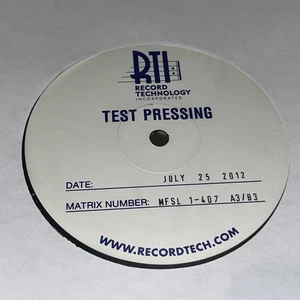 RTI
RECORD
TECHNOLOGY
INCORPORATED
TEST PRESSING
DATE: JULY 25 2012
MATRIX NUMBER: MFSL 1-407 A3/B3
WWW.RECORDTECH.COM